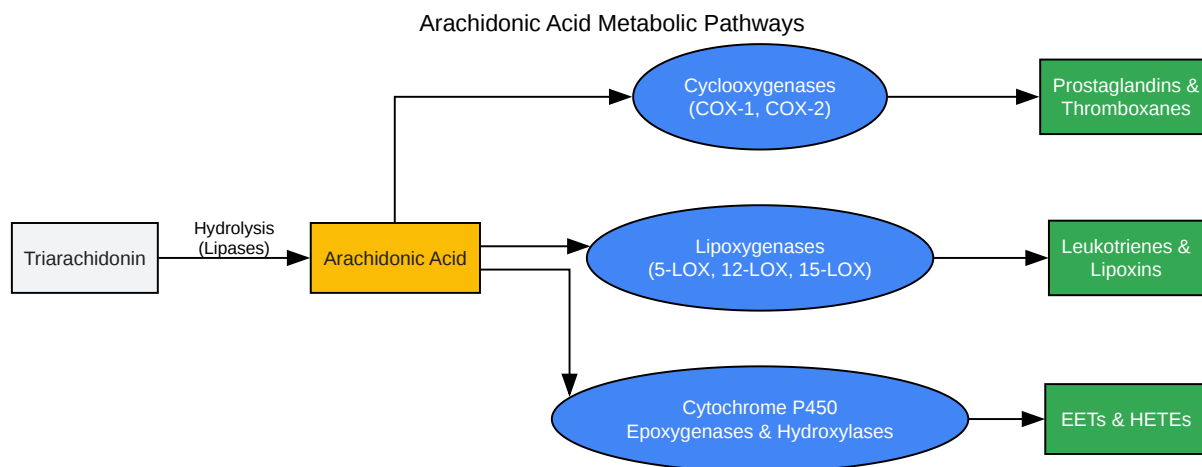 Arachidonic Acid Metabolic Pathways
Cyclooxygenases
(COX-1, COX-2)
Prostaglandins &
Thromboxanes
Triarachidonin
Hydrolysis
(Lipases)
Arachidonic Acid
Lipoxygenases
(5-LOX, 12-LOX, 15-LOX)
Leukotrienes &
Lipoxins
Cytochrome P450
Epoxygenases & Hydroxylases
EETs & HETEs